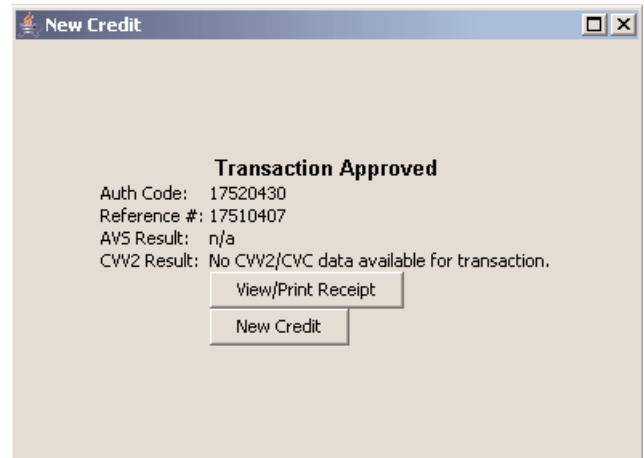 New Credit
Transaction Approved
Auth Code: 17520430
Reference #: 17510407
AVS Result: n/a
CVV2 Result: No CVV2/CVC data available for transaction.
View/Print Receipt
New Credit